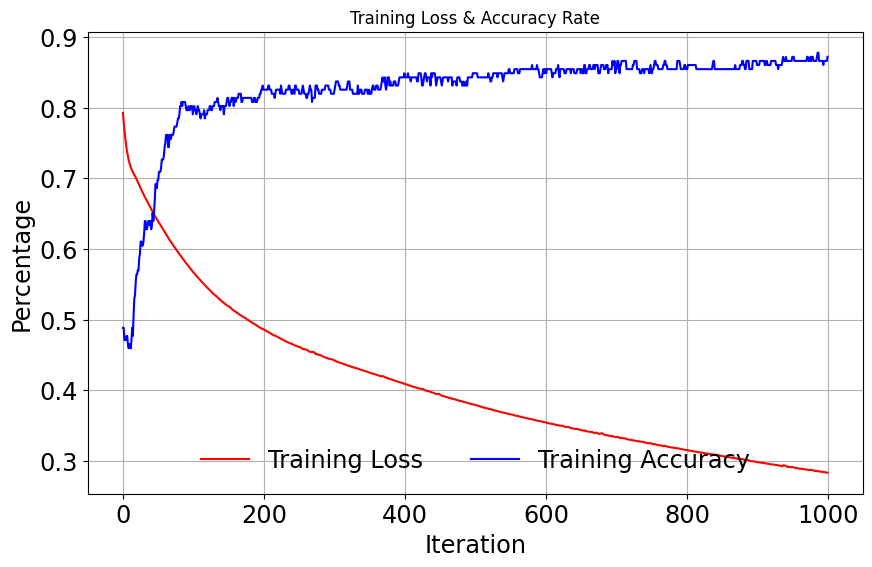 Training Loss & Accuracy Rate
0.9
0.8
0.7
0.6
0.5
0.4
0.3
Percentage
Training Loss Training Accuracy
0 200 400 600 800 1000
Iteration